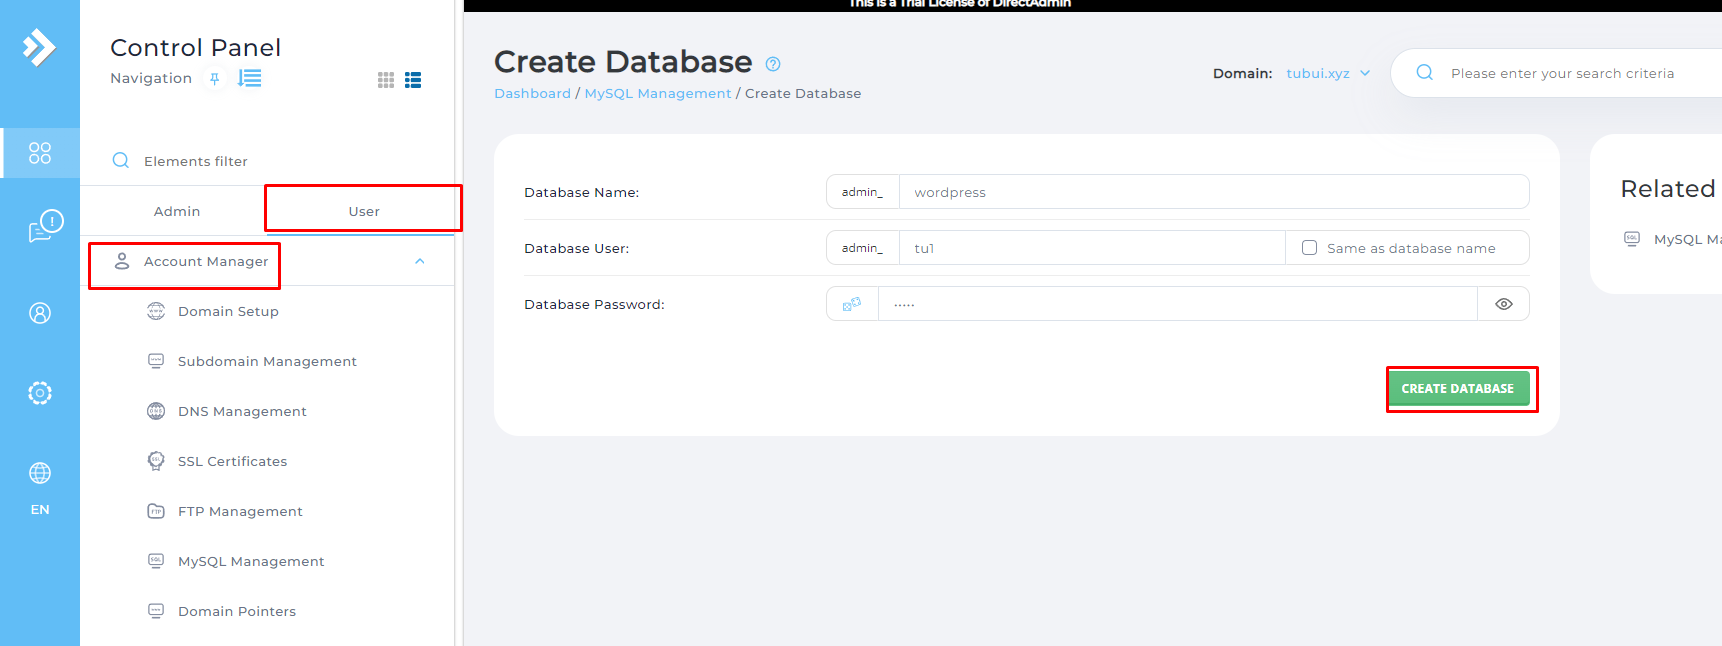 This is a Trial License of DirectAdmin
Control Panel
Navigation
Elements filter
Admin
User
Account Manager
Domain Setup
Subdomain Management
DNS Management
SSL Certificates
FTP Management
MySQL Management
Domain Pointers
EN
Create Database
Dashboard / MySQL Management / Create Database
Domain: tubui.xyz
Please enter your search criteria
Database Name: admin_ wordpress
Database User: admin_ tu1 Same as database name
Database Password: •••••
CREATE DATABASE
Related
MySQL Ma